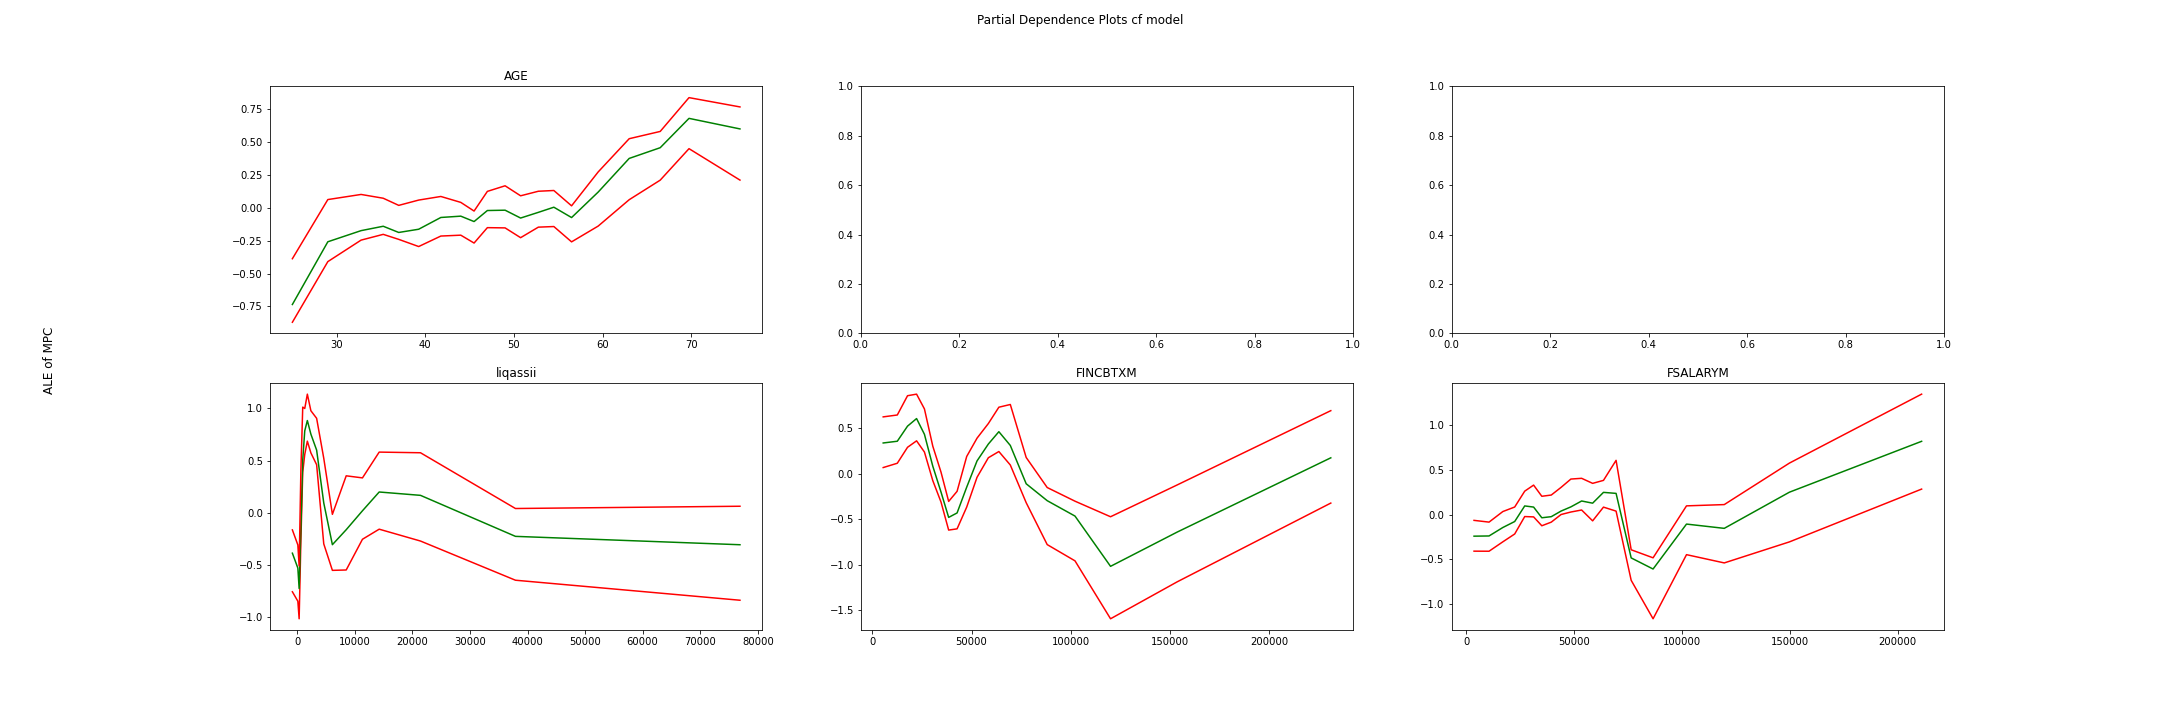 Partial Dependence Plots cf model
ALE of MPC
AGE
0.75
0.50
0.25
0.00
−0.25
−0.50
−0.75
30 40 50 60 70
1.0
0.8
0.6
0.4
0.2
0.0
0.0 0.2 0.4 0.6 0.8 1.0
1.0
0.8
0.6
0.4
0.2
0.0
0.0 0.2 0.4 0.6 0.8 1.0
liqassii
1.0
0.5
0.0
−0.5
−1.0
0 10000 20000 30000 40000 50000 60000 70000 80000
FINCBTXM
0.5
0.0
−0.5
−1.0
−1.5
0 50000 100000 150000 200000
FSALARYM
1.0
0.5
0.0
−0.5
−1.0
0 50000 100000 150000 200000